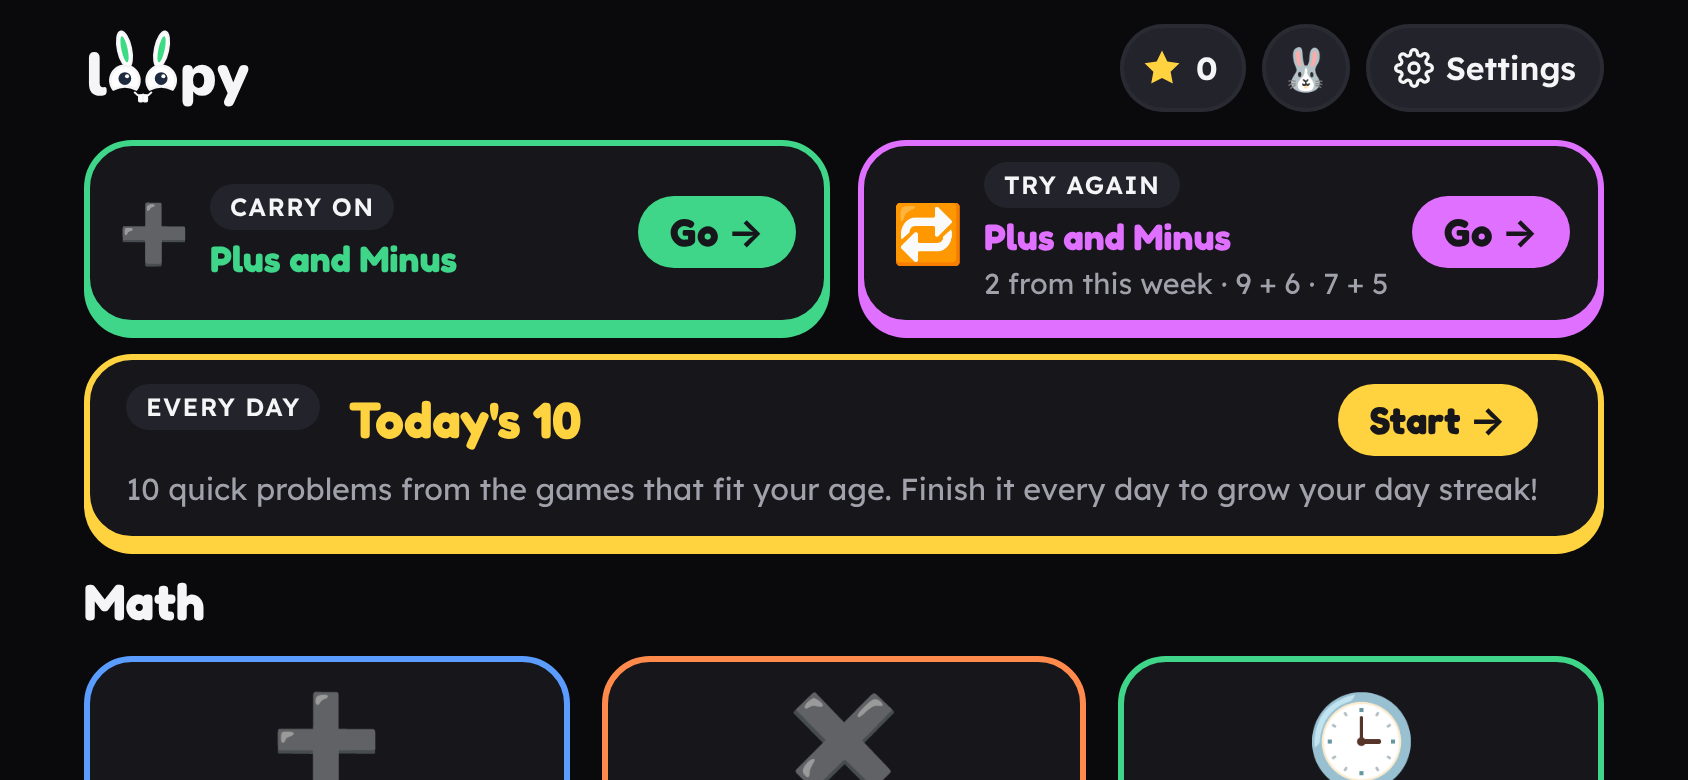 loopy
0
Settings
CARRY ON
Plus and Minus
Go →
TRY AGAIN
Plus and Minus
2 from this week · 9 + 6 · 7 + 5
Go →
EVERY DAY
Today's 10
Start →
10 quick problems from the games that fit your age. Finish it every day to grow your day streak!
Math